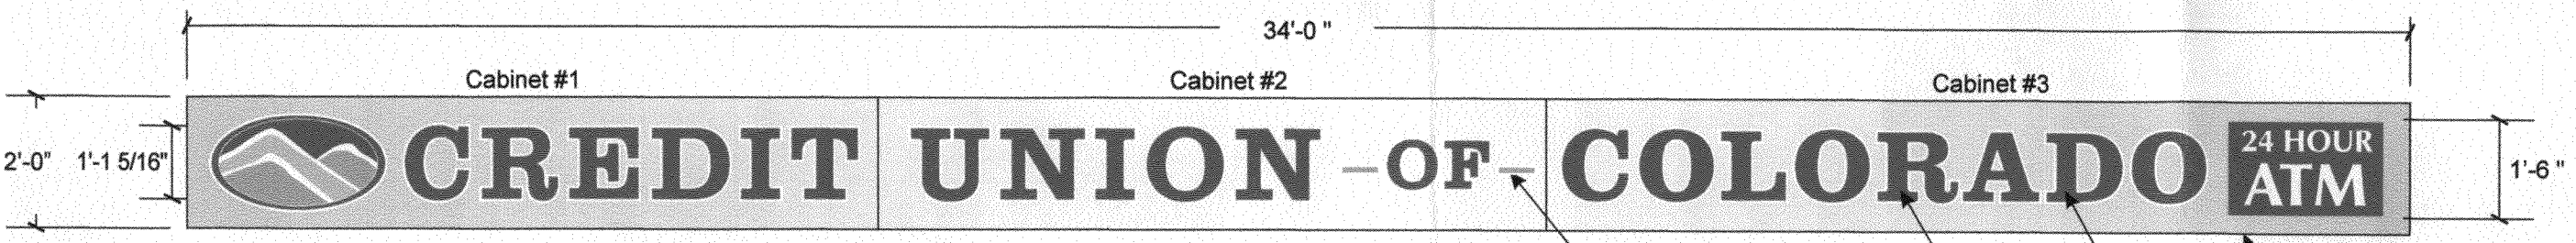 34'-0 "
Cabinet #1
Cabinet #2
Cabinet #3
2'-0"
1'-1 5/16"
CREDIT UNION -OF- COLORADO
24 HOUR
ATM
1'-6 "